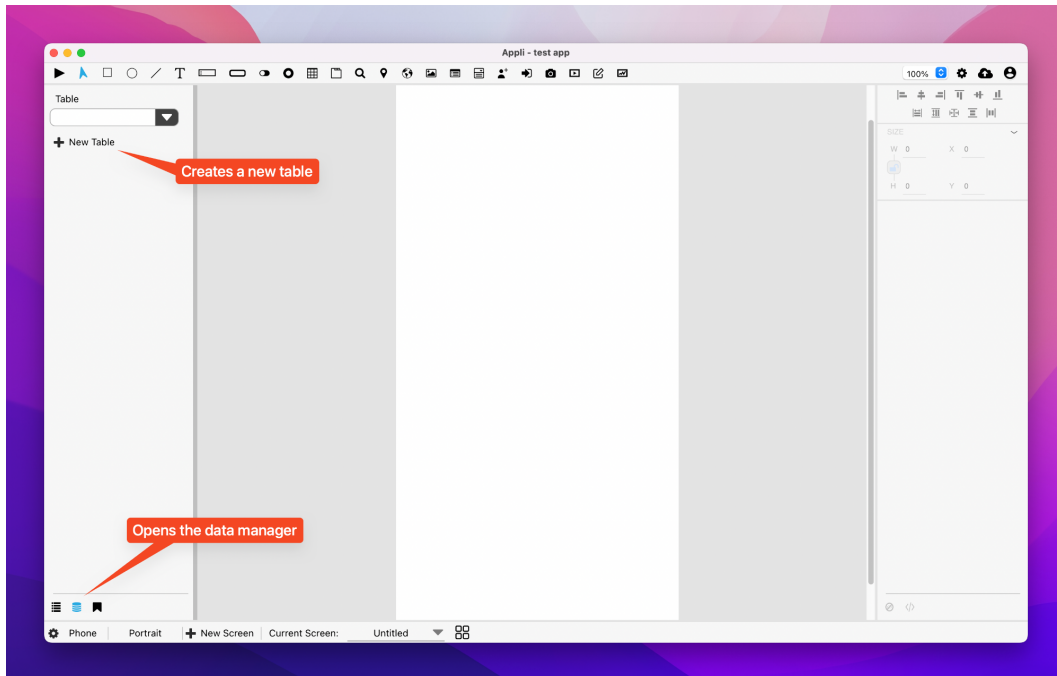 Appli - test app
T
100%
Table
New Table
Creates a new table
SIZE
W 0 X 0
H 0 Y 0
Opens the data manager
Phone Portrait New Screen Current Screen: Untitled